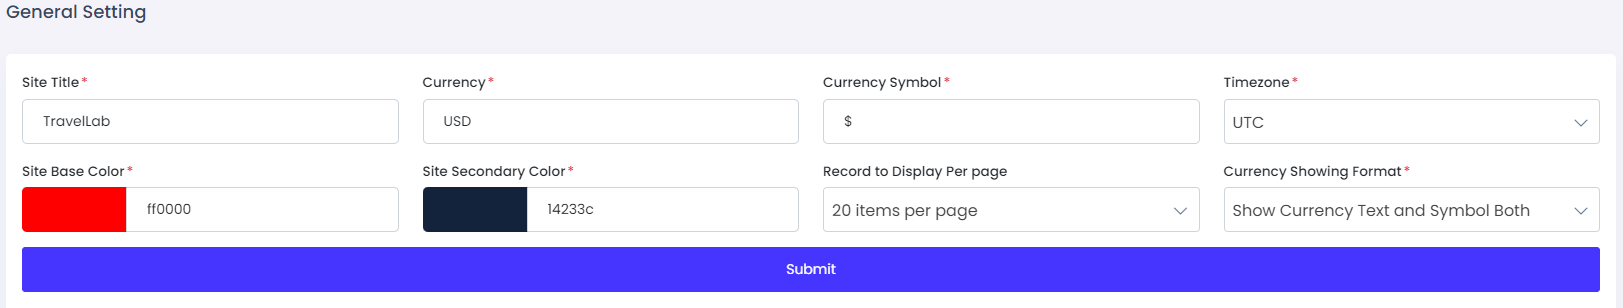 General Setting
Site Title *
Currency *
Currency Symbol *
Timezone *
TravelLab
USD
$
UTC
Site Base Color *
Site Secondary Color *
Record to Display Per page
Currency Showing Format *
ff0000
14233c
20 items per page
Show Currency Text and Symbol Both
Submit